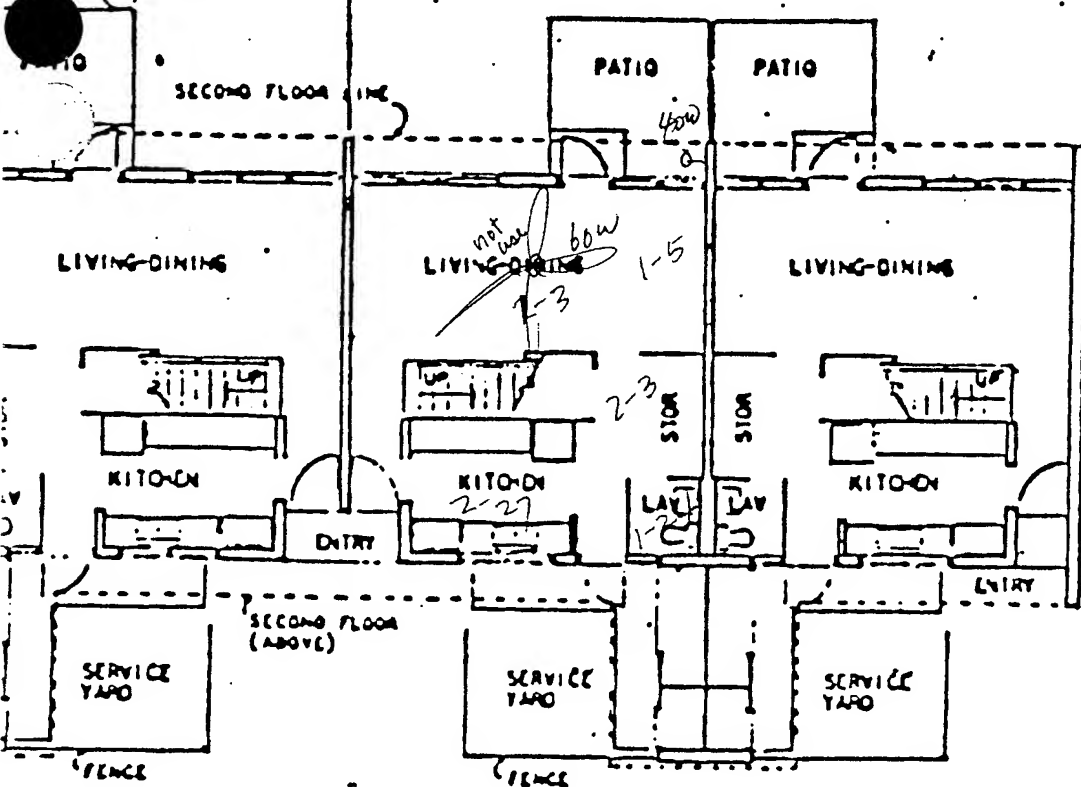 PATIO
PATIO
PATIO
SECOND FLOOR LINE
40W
not use
60W
LIVING-DINING
LIVING-DINING
LIVING-DINING
1-5
2-3
UP
UP
UP
2-3
STOR
STOR
KITCHEN
KITCHEN
KITCHEN
2-27
LAV
LAV
LAV
ENTRY
ENTRY
SECOND FLOOR
(ABOVE)
SERVICE
YARD
SERVICE
YARD
SERVICE
YARD
FENCE
FENCE